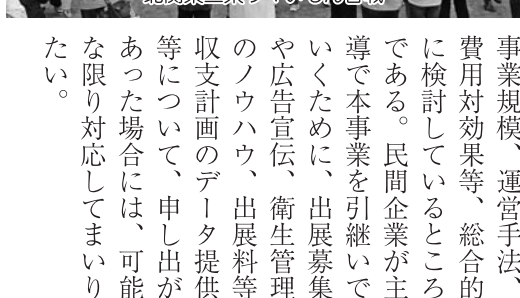 事業規模、運営手法、
費用対効果等、総合的
に検討しているところ
である。民間企業が主
導で本事業を引継いで
いくために、出展募集
や広告宣伝、衛生管理
のノウハウ、出展料等
収支計画のデータ提供
等について、申し出が
あった場合には、可能
な限り対応してまいり
たい。